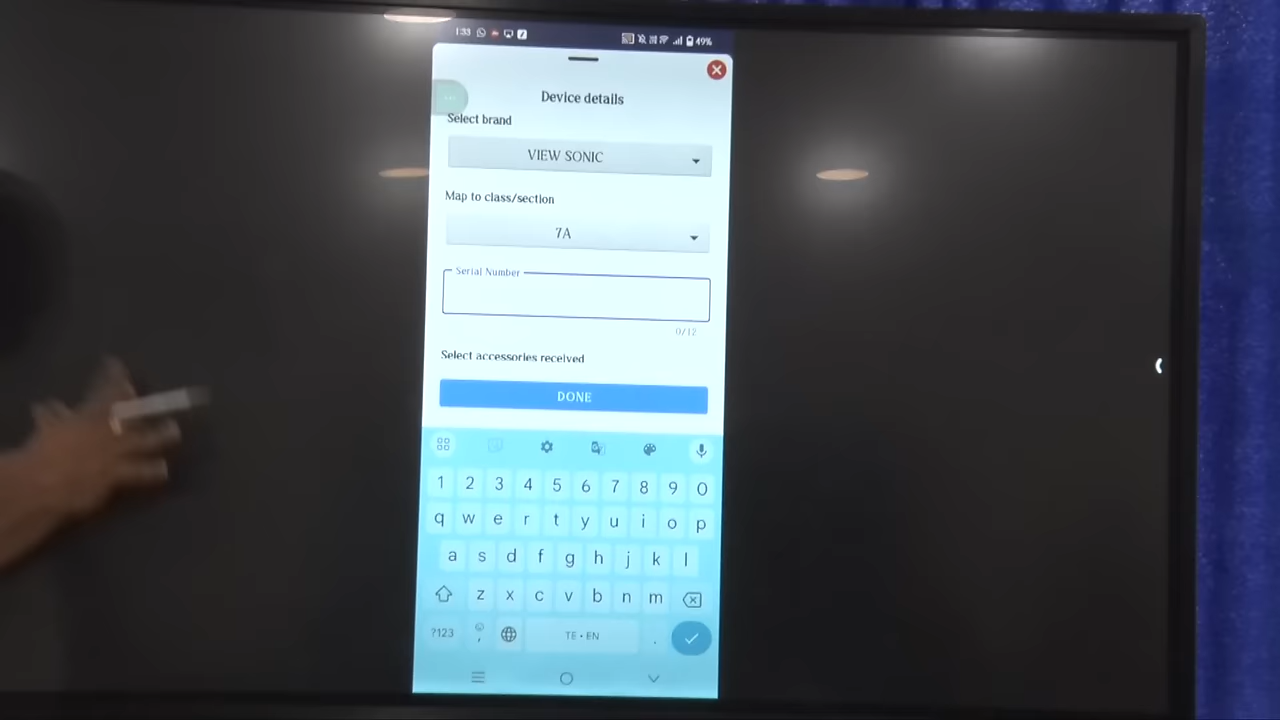 1:33 49%
Device details
Select brand
VIEW SONIC
Map to class/section
7A
Serial Number
0/12
Select accessories received
DONE
1 2 3 4 5 6 7 8 9 0
q w e r t y u i o p
a s d f g h j k l
z x c v b n m
?123 , TE • EN .